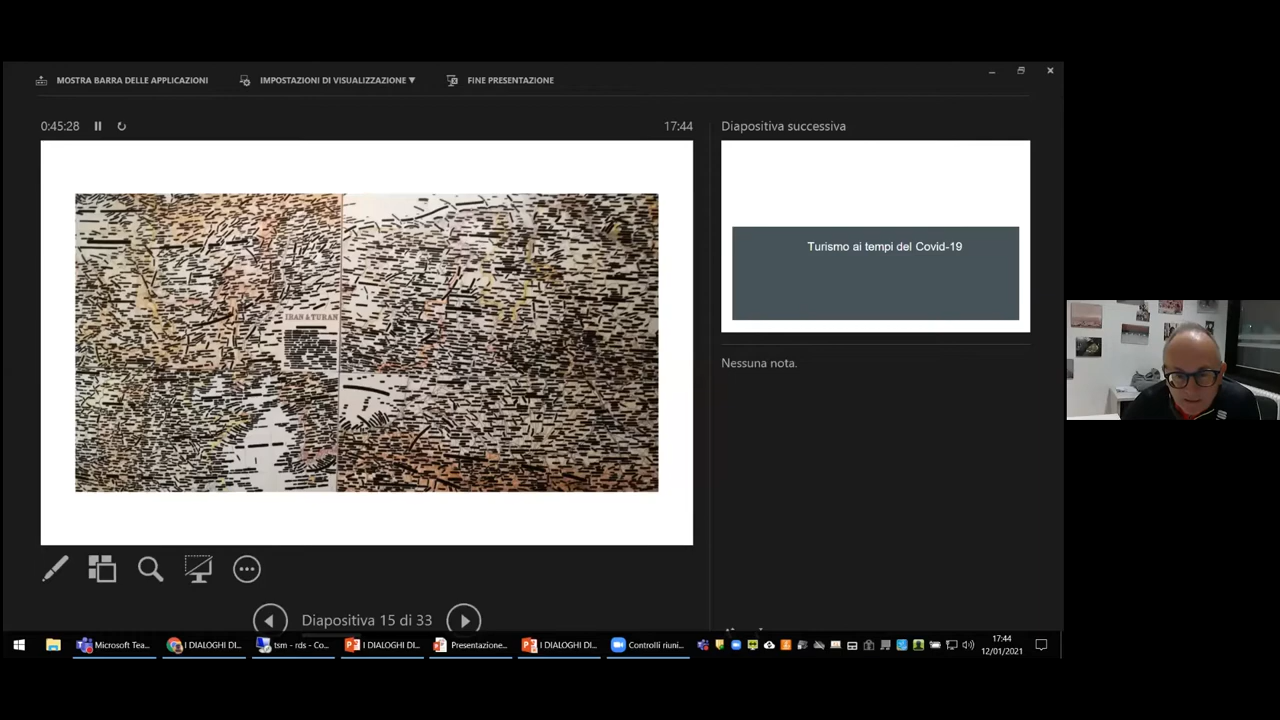 MOSTRA BARRA DELLE APPLICAZIONI
IMPOSTAZIONI DI VISUALIZZAZIONE ▼
FINE PRESENTAZIONE
0:45:28
17:44
Diapositiva successiva
IRAN & TURAN
Turismo ai tempi del Covid-19
Nessuna nota.
Diapositiva 15 di 33
Microsoft Tea...
I DIALOGHI DI...
tsm - rds - Co...
I DIALOGHI DI...
Presentazione...
I DIALOGHI DI...
Controlli riuni...
17:44
12/01/2021